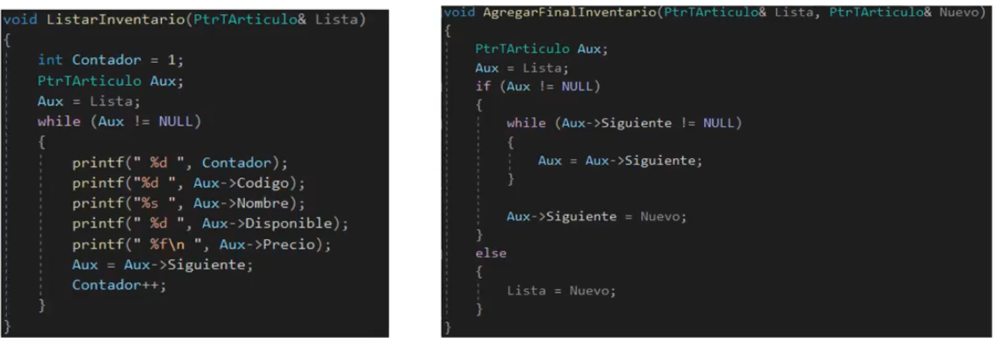 void ListarInventario(PtrTArticulo& Lista)
{
    int Contador = 1;
    PtrTArticulo Aux;
    Aux = Lista;
    while (Aux != NULL)
    {
        printf(" %d ", Contador);
        printf("%d ", Aux->Codigo);
        printf("%s ", Aux->Nombre);
        printf(" %d ", Aux->Disponible);
        printf(" %f\n ", Aux->Precio);
        Aux = Aux->Siguiente;
        Contador++;
    }
}
void AgregarFinalInventario(PtrTArticulo& Lista, PtrTArticulo& Nuevo)
{
    PtrTArticulo Aux;
    Aux = Lista;
    if (Aux != NULL)
    {
        while (Aux->Siguiente != NULL)
        {
            Aux = Aux->Siguiente;
        }
        Aux->Siguiente = Nuevo;
    }
    else
    {
        Lista = Nuevo;
    }
}